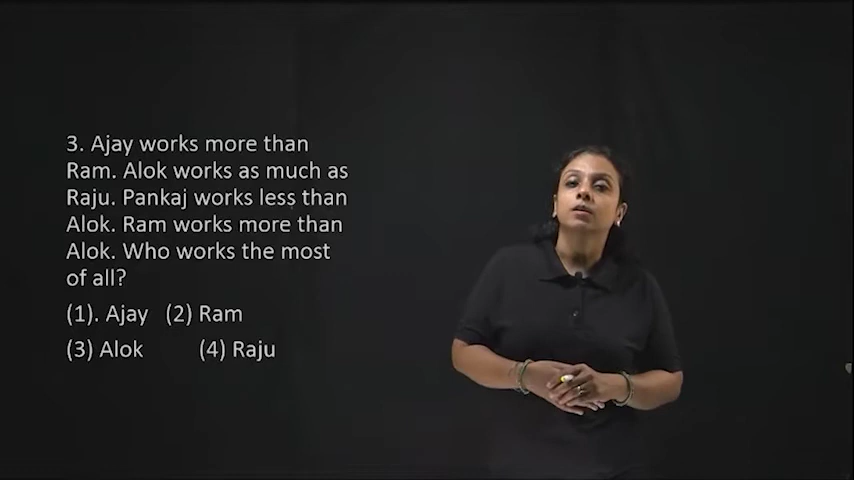 3. Ajay works more than
Ram. Alok works as much as
Raju. Pankaj works less than
Alok. Ram works more than
Alok. Who works the most
of all?
(1). Ajay (2) Ram
(3) Alok (4) Raju